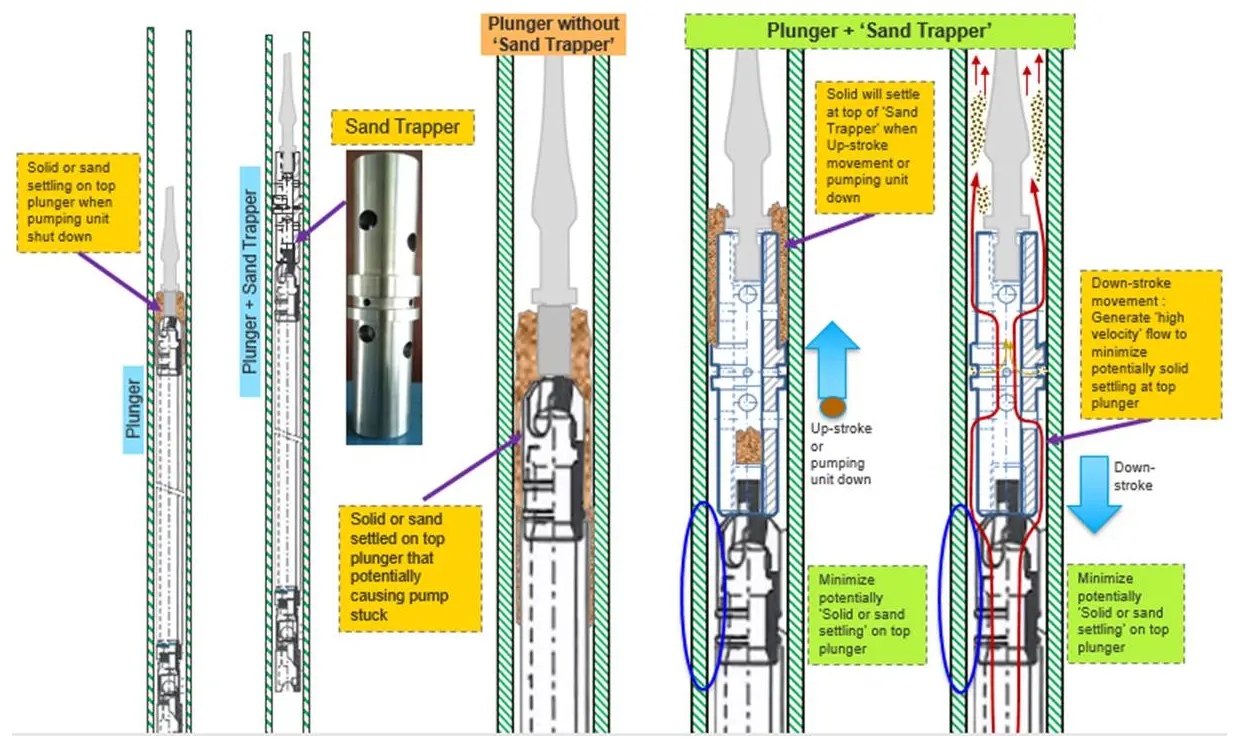 Plunger without
'Sand Trapper'
Plunger + 'Sand Trapper'
Solid or sand
settling on top
plunger when
pumping unit
shut down
Plunger
Plunger + Sand Trapper
Sand Trapper
Solid or sand
settled on top
plunger that
potentially
causing pump
stuck
Solid will settle
at top of 'Sand
Trapper' when
Up-stroke
movement or
pumping unit
down
Up-stroke
or
pumping
unit down
Minimize
potentially
'Solid or sand
settling' on top
plunger
Down-stroke
movement :
Generate 'high
velocity' flow to
minimize
potentially solid
settling at top
plunger
Down-
stroke
Minimize
potentially
'Solid or sand
settling' on top
plunger